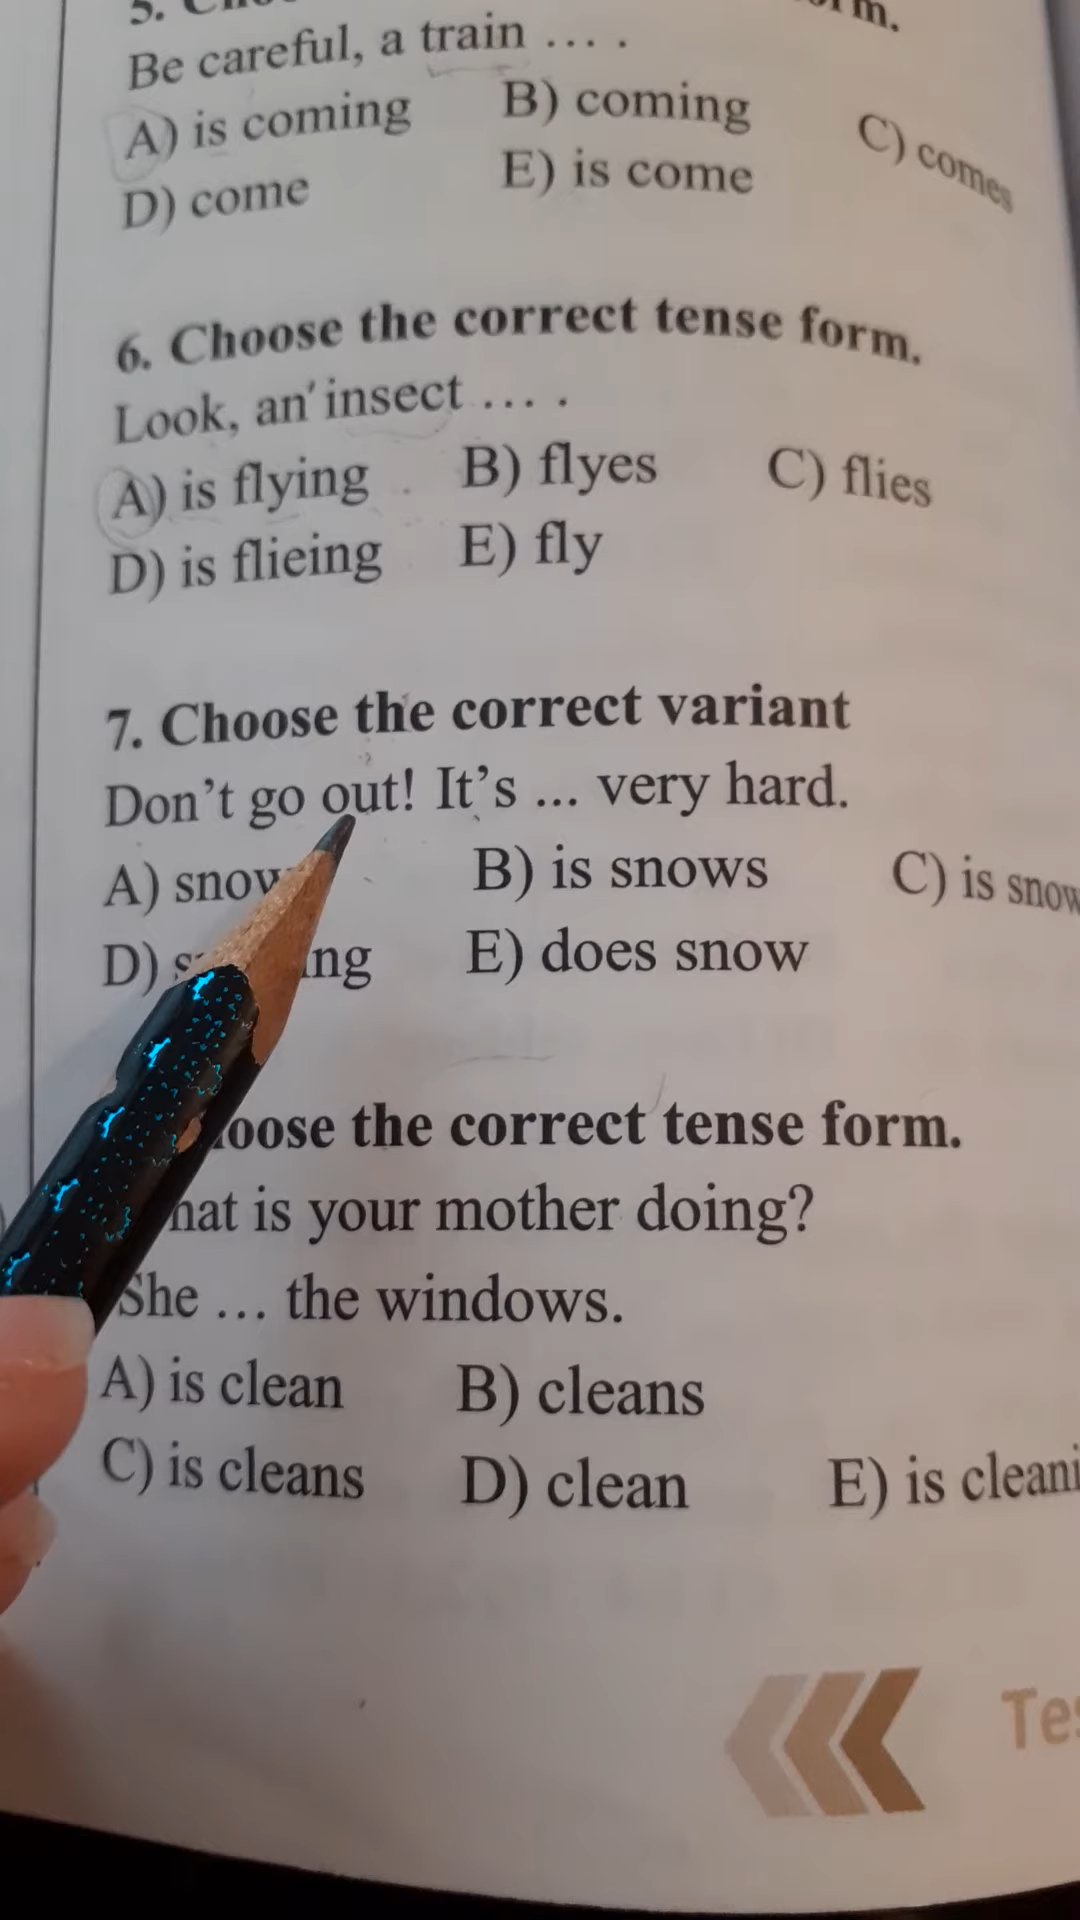 5.
Be careful, a train ... .
A) is coming B) coming C) comes
D) come E) is come
6. Choose the correct tense form.
Look, an insect ... .
A) is flying B) flyes C) flies
D) is flieing E) fly
7. Choose the correct variant
Don't go out! It's ... very hard.
A) B) is snows C) is
D) E) does snow
the correct tense form.
is your mother doing?
She ... the windows.
A) is clean B) cleans
C) is cleans D) clean E) is